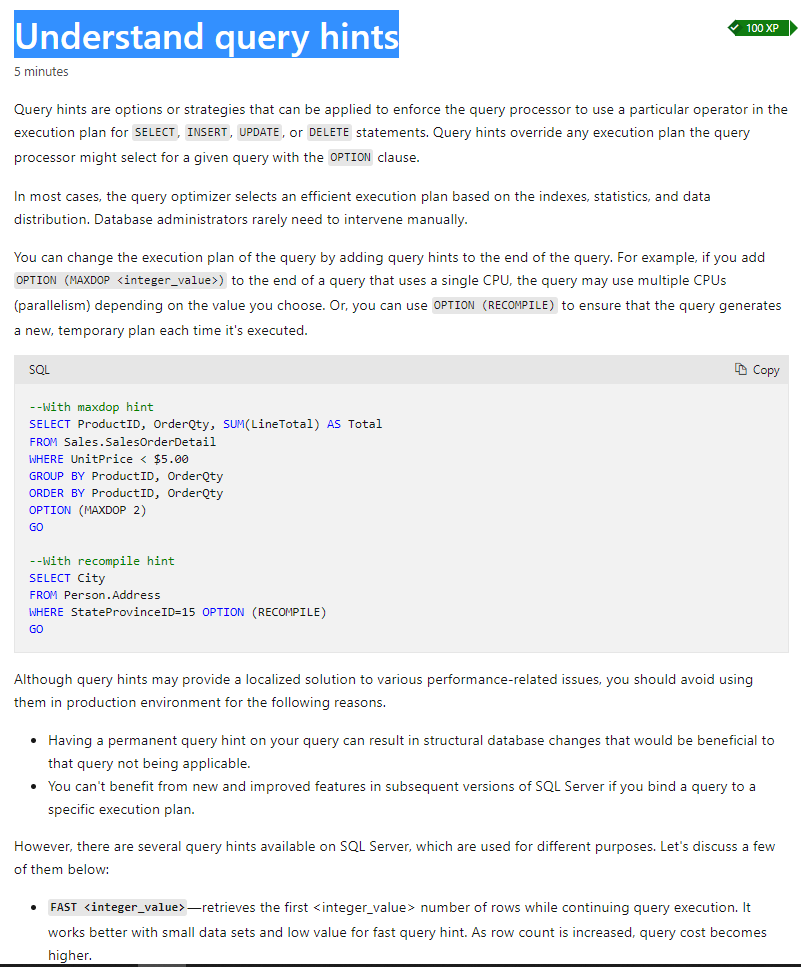 Understand query hints
100 XP
5 minutes
Query hints are options or strategies that can be applied to enforce the query processor to use a particular operator in the
execution plan for SELECT, INSERT, UPDATE, or DELETE statements. Query hints override any execution plan the query
processor might select for a given query with the OPTION clause.
In most cases, the query optimizer selects an efficient execution plan based on the indexes, statistics, and data
distribution. Database administrators rarely need to intervene manually.
You can change the execution plan of the query by adding query hints to the end of the query. For example, if you add
OPTION (MAXDOP <integer_value>) to the end of a query that uses a single CPU, the query may use multiple CPUs
(parallelism) depending on the value you choose. Or, you can use OPTION (RECOMPILE) to ensure that the query generates
a new, temporary plan each time it's executed.
SQL
Copy
--With maxdop hint
SELECT ProductID, OrderQty, SUM(LineTotal) AS Total
FROM Sales.SalesOrderDetail
WHERE UnitPrice < $5.00
GROUP BY ProductID, OrderQty
ORDER BY ProductID, OrderQty
OPTION (MAXDOP 2)
GO
--With recompile hint
SELECT City
FROM Person.Address
WHERE StateProvinceID=15 OPTION (RECOMPILE)
GO
Although query hints may provide a localized solution to various performance-related issues, you should avoid using
them in production environment for the following reasons.
• Having a permanent query hint on your query can result in structural database changes that would be beneficial to
that query not being applicable.
• You can't benefit from new and improved features in subsequent versions of SQL Server if you bind a query to a
specific execution plan.
However, there are several query hints available on SQL Server, which are used for different purposes. Let's discuss a few
of them below:
• FAST <integer_value>—retrieves the first <integer_value> number of rows while continuing query execution. It
works better with small data sets and low value for fast query hint. As row count is increased, query cost becomes
higher.